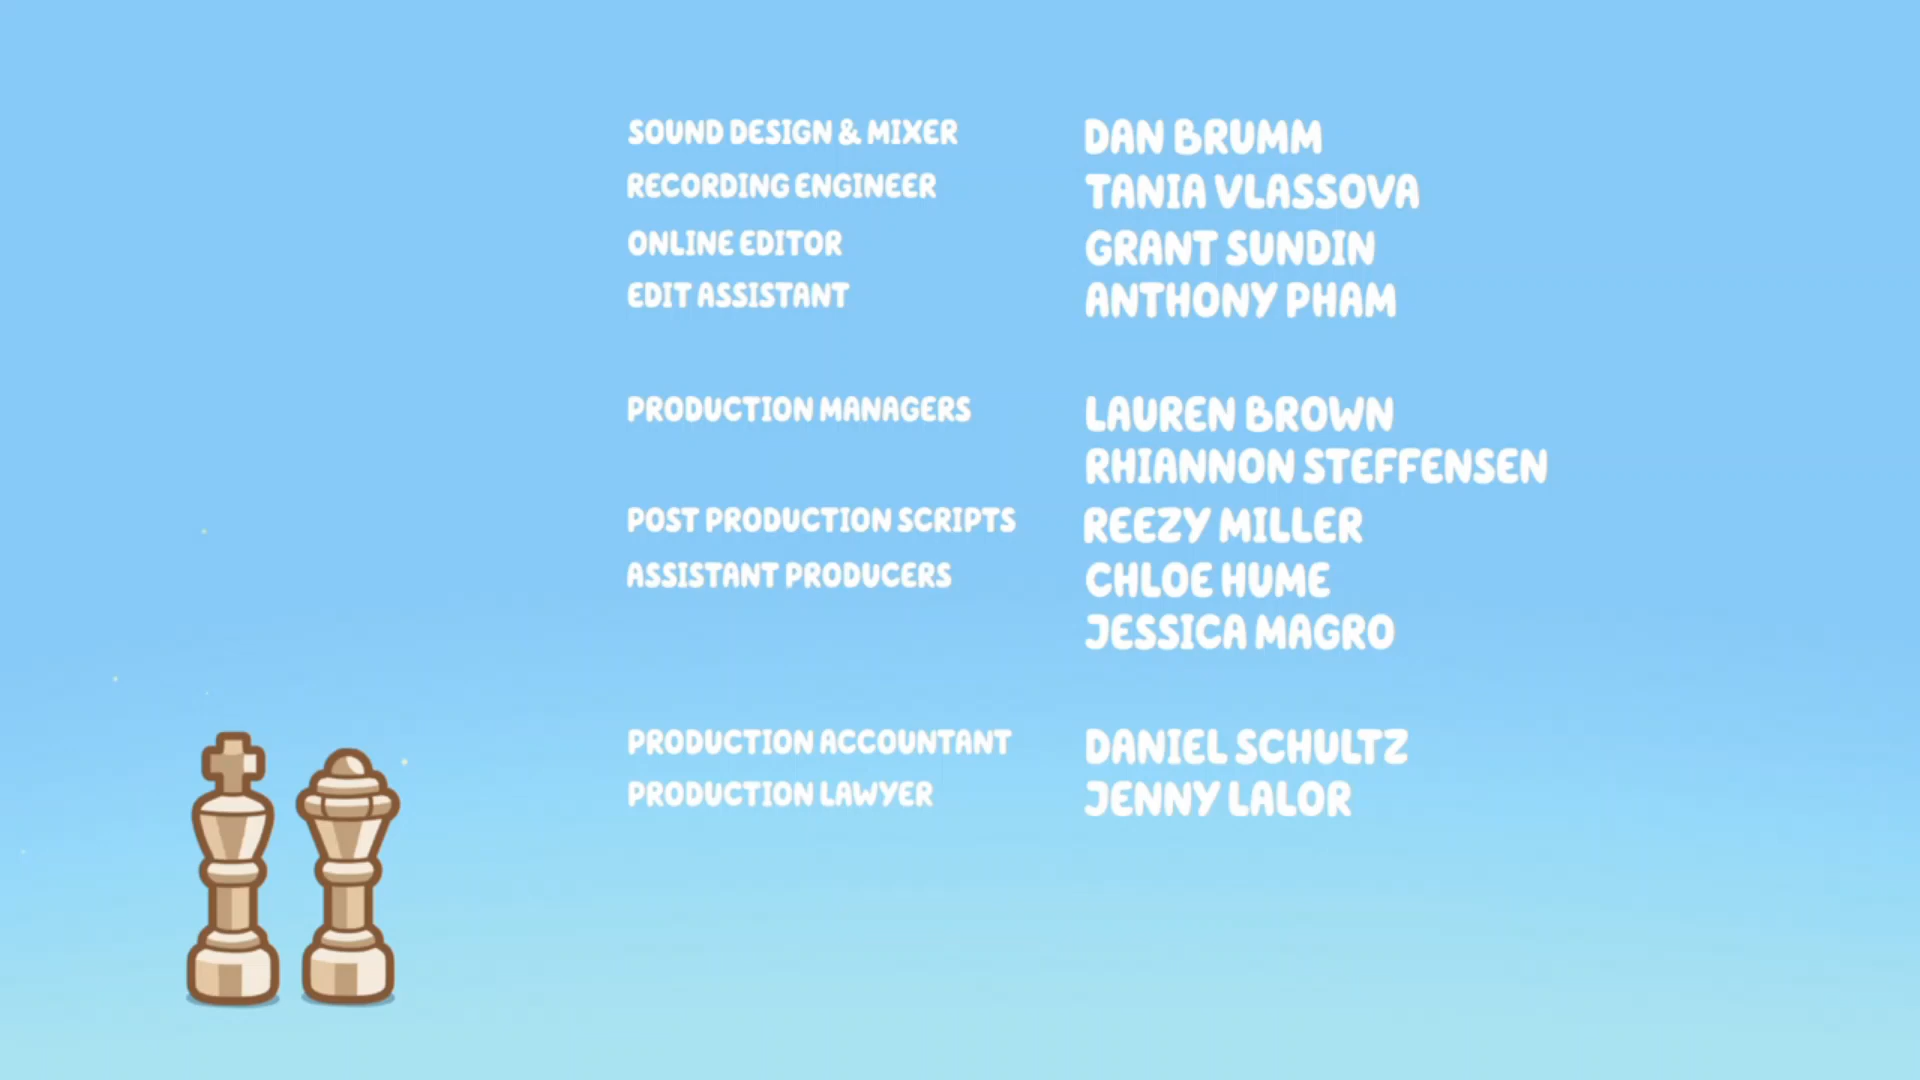 SOUND DESIGN & MIXER DAN BRUMM
RECORDING ENGINEER TANIA VLASSOVA
ONLINE EDITOR GRANT SUNDIN
EDIT ASSISTANT ANTHONY PHAM
PRODUCTION MANAGERS LAUREN BROWN
RHIANNON STEFFENSEN
POST PRODUCTION SCRIPTS REEZY MILLER
ASSISTANT PRODUCERS CHLOE HUME
JESSICA MAGRO
PRODUCTION ACCOUNTANT DANIEL SCHULTZ
PRODUCTION LAWYER JENNY LALOR